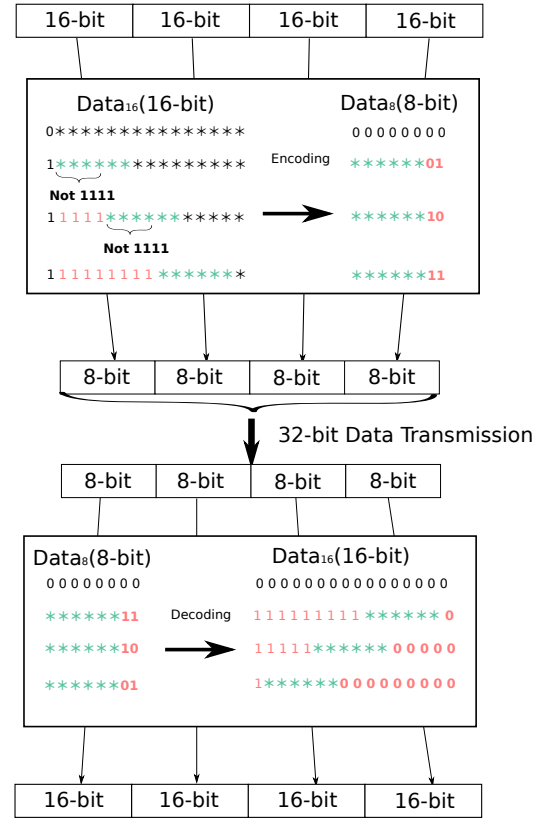 16-bit 16-bit 16-bit 16-bit
Data₁₆(16-bit) Data₈(8-bit)
0*************** 00000000
1*************** Encoding ******01
Not 1111
11111*********** ******10
Not 1111
111111111******* ******11
8-bit 8-bit 8-bit 8-bit
32-bit Data Transmission
8-bit 8-bit 8-bit 8-bit
Data₈(8-bit) Data₁₆(16-bit)
00000000 0000000000000000
******11 Decoding 111111111******0
******10 11111******00000
******01 1******000000000
16-bit 16-bit 16-bit 16-bit